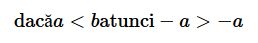 dacăa < batunci − a > −a